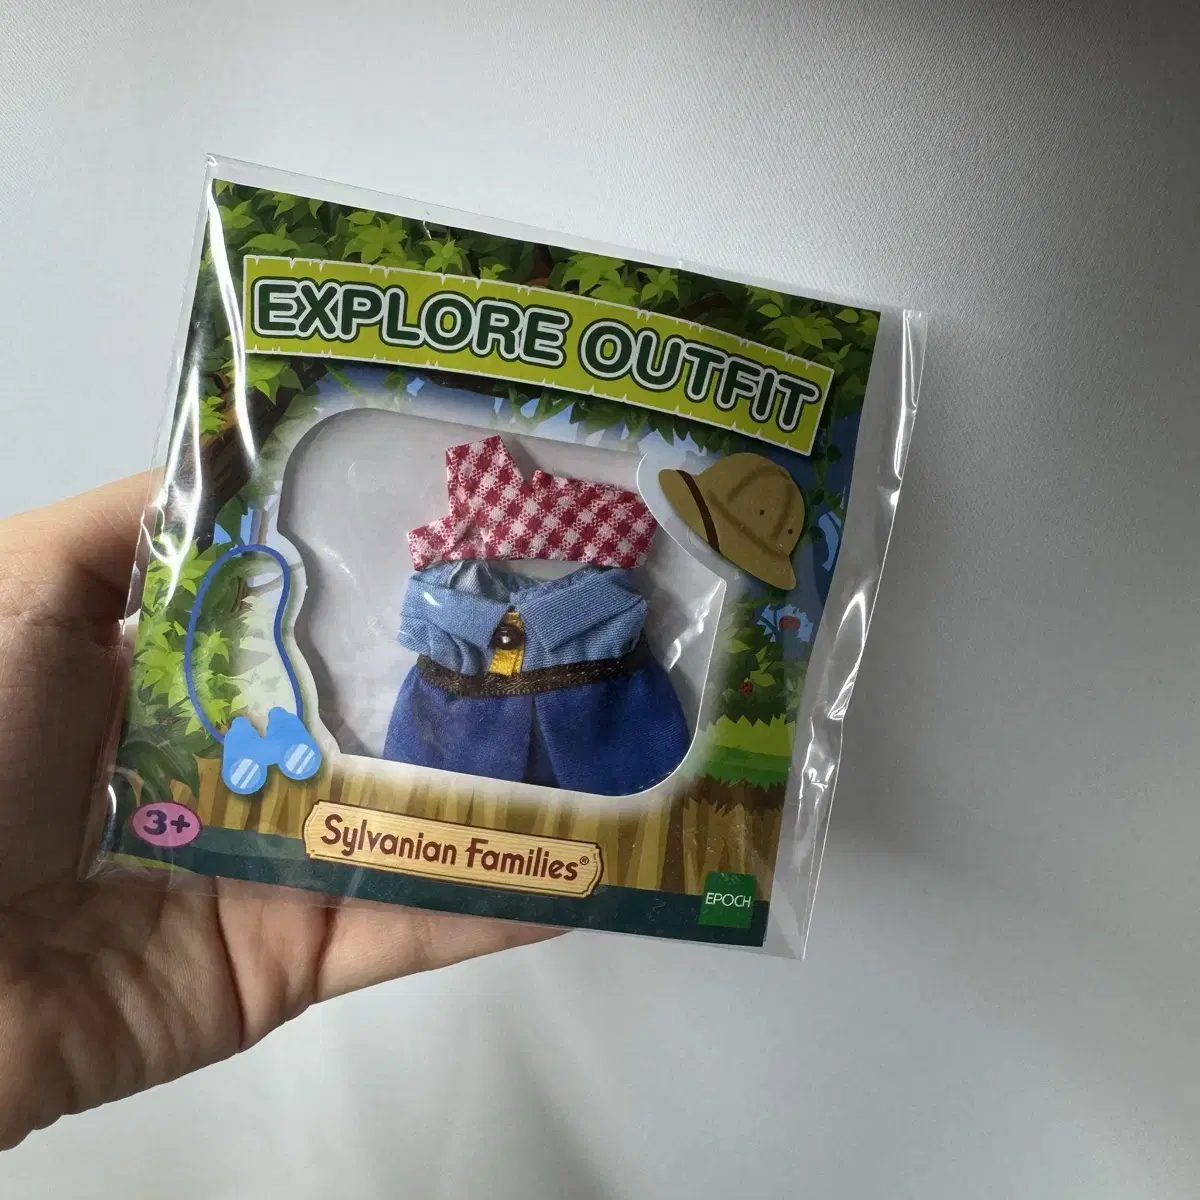 EXPLORE OUTFIT
3+
Sylvanian Families®
EPOCH